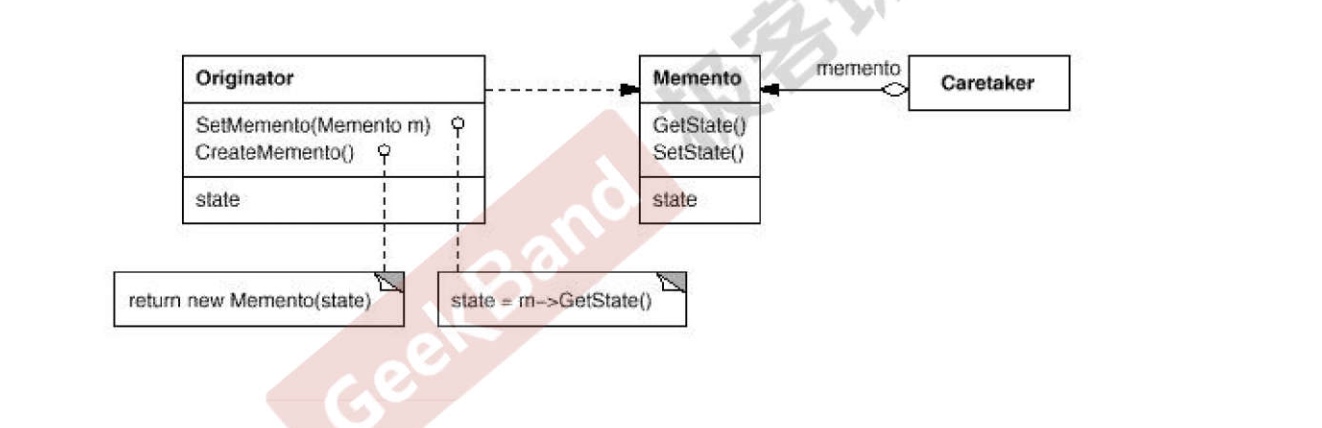 Originator
SetMemento(Memento m)
CreateMemento()
state
Memento
GetState()
SetState()
state
memento
Caretaker
return new Memento(state)
state = m->GetState()
GeekBand
极客